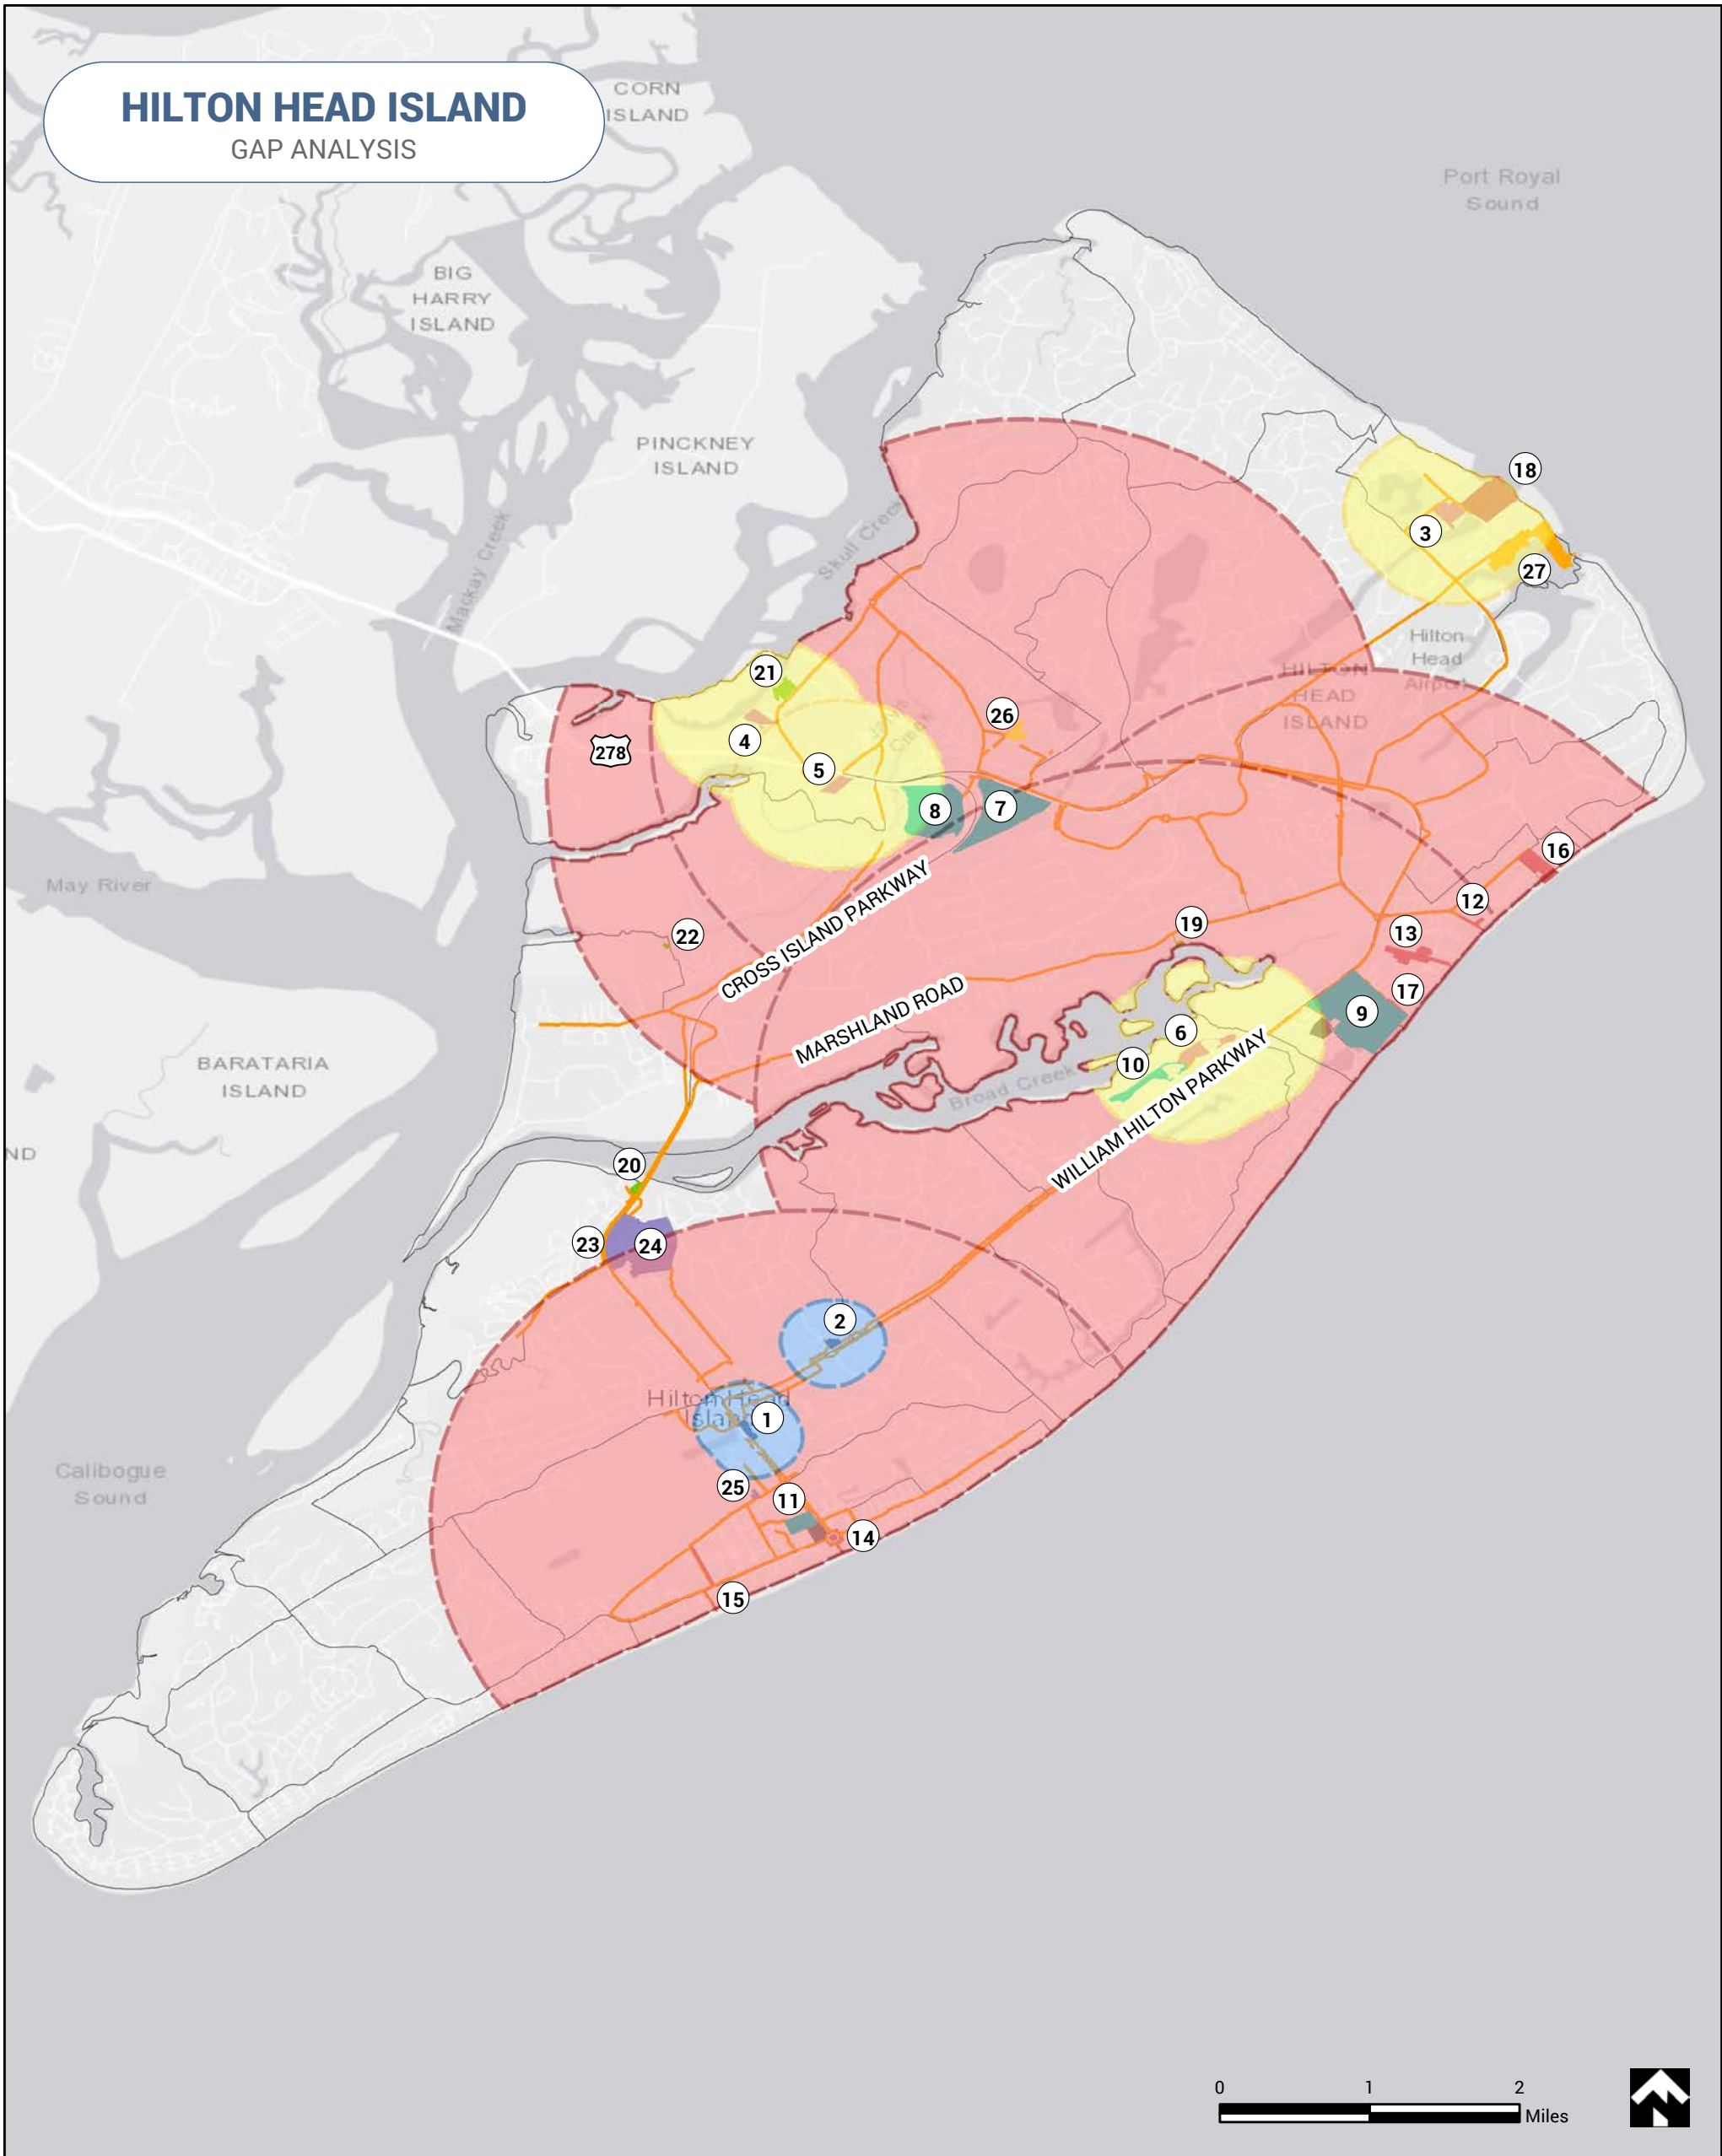 HILTON HEAD ISLAND
GAP ANALYSIS
CORN
ISLAND
Port Royal
Sound
BIG
HARRY
ISLAND
PINCKNEY
ISLAND
18
3
Skull Creek
27
Mackay Creek
Hilton
Head
Airport
HILTON
HEAD
ISLAND
21
26
4
278
5
Creek
8
7
16
May River
12
CROSS ISLAND PARKWAY
13
22
19
MARSHLAND ROAD
17
9
6
BARATARIA
ISLAND
10
Broad Creek
WILLIAM HILTON PARKWAY
ND
20
23
24
2
Hilton Head
Island
1
Calibogue
Sound
25
11
14
15
0
1
2
Miles